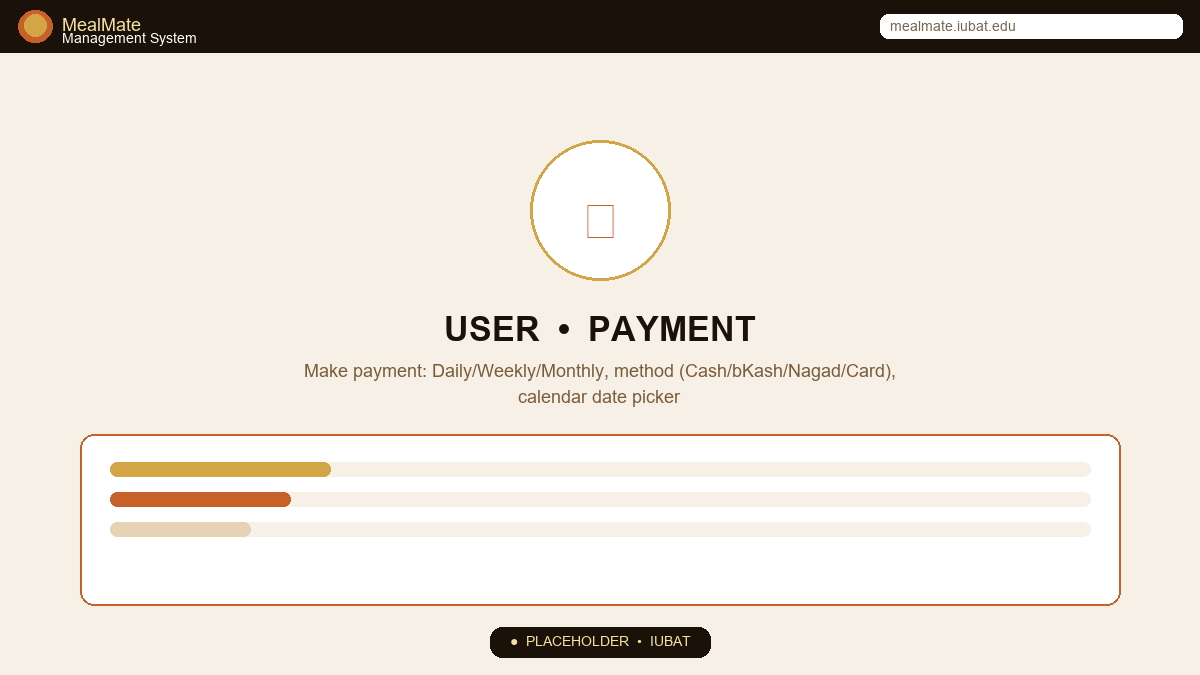 MealMate
Management System
mealmate.iubat.edu
USER • PAYMENT
Make payment: Daily/Weekly/Monthly, method (Cash/bKash/Nagad/Card),
calendar date picker
● PLACEHOLDER • IUBAT